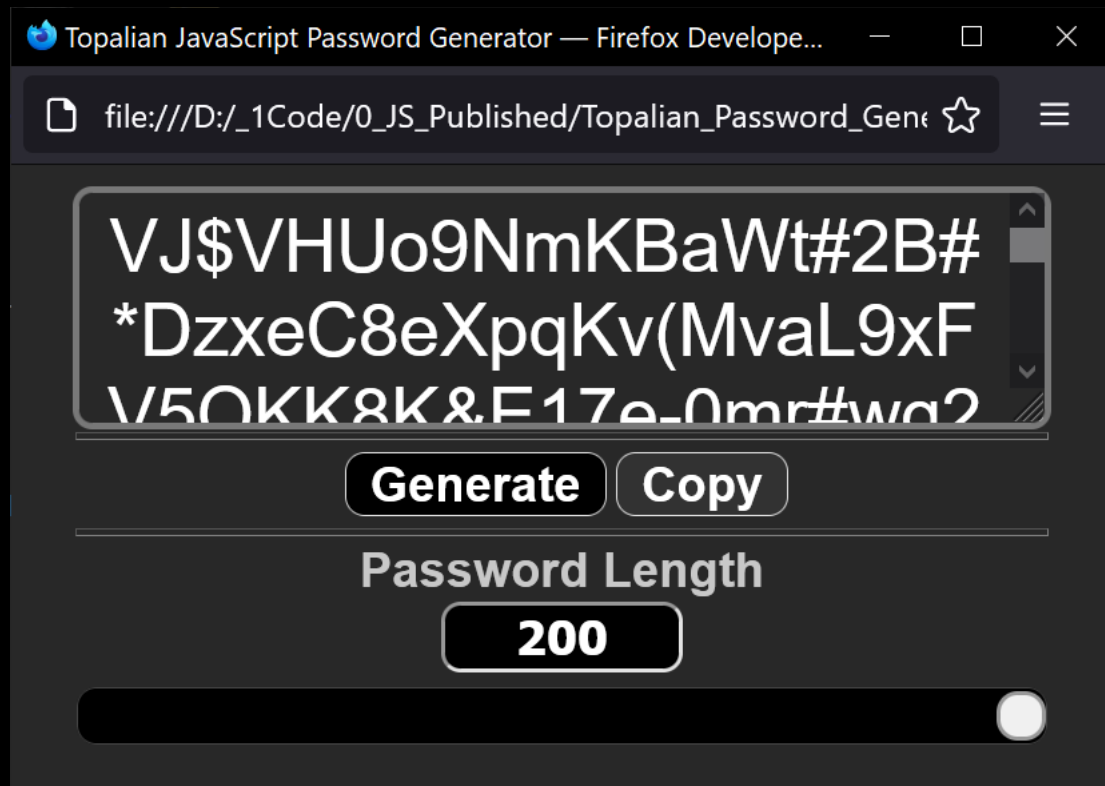 Topalian JavaScript Password Generator — Firefox Develope...
file:///D:/_1Code/0_JS_Published/Topalian_Password_Gene
VJ$VHUo9NmKBaWt#2B#
*DzxeC8eXpqKv(MvaL9xF
Generate Copy
Password Length
200